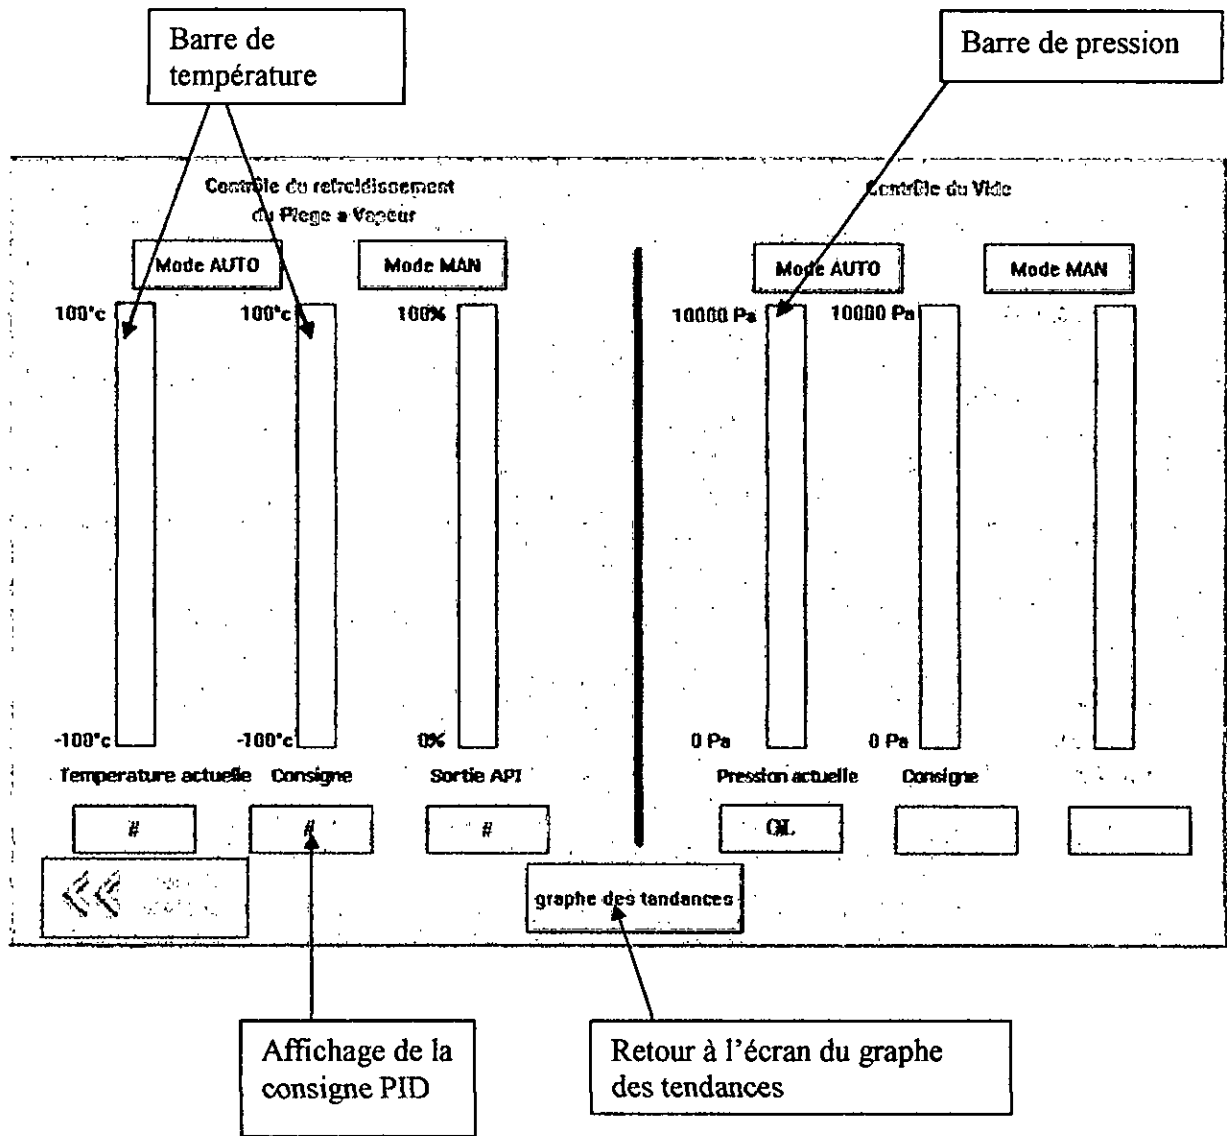 Barre de
température
Barre de pression
Contrôle du refroidissement
du Piege a Vapeur
Contrôle du Vide
Mode AUTO
Mode MAN
Mode AUTO
Mode MAN
100°c
100°c
100%
10000 Pa
10000 Pa
-100°c
-100°c
0%
0 Pa
0 Pa
Temperature actuelle
Consigne
Sortie API
Pression actuelle
Consigne
#
#
#
graphe des tandances
Affichage de la
consigne PID
Retour à l'écran du graphe
des tendances